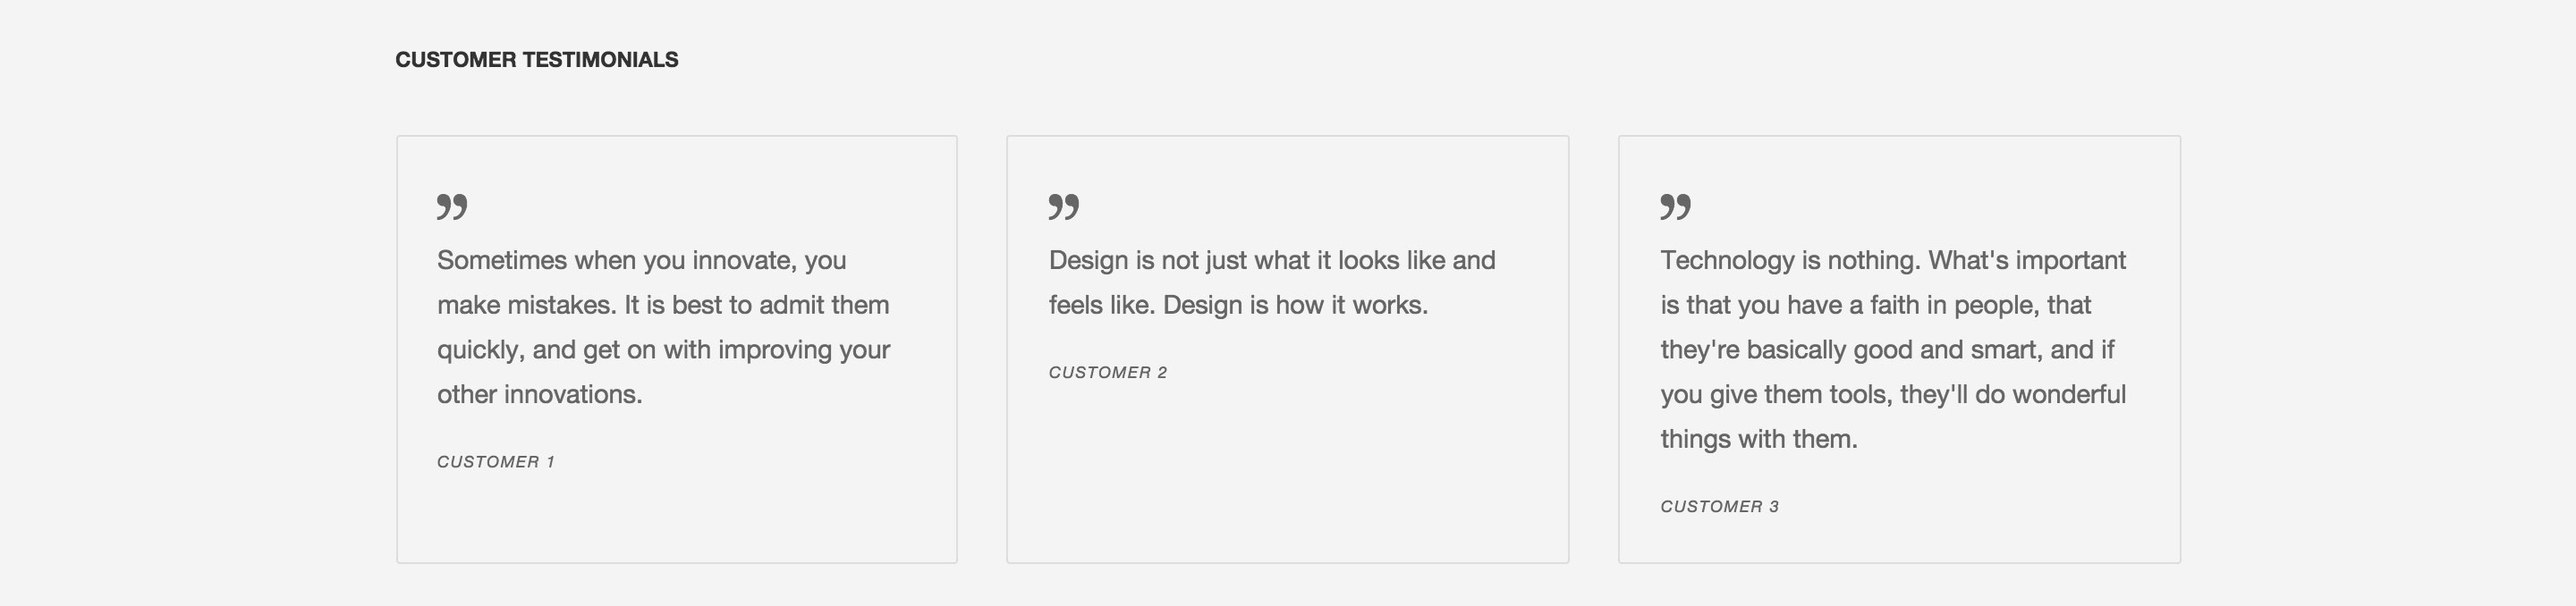 CUSTOMER TESTIMONIALS
”
Sometimes when you innovate, you
make mistakes. It is best to admit them
quickly, and get on with improving your
other innovations.
CUSTOMER 1
”
Design is not just what it looks like and
feels like. Design is how it works.
CUSTOMER 2
”
Technology is nothing. What's important
is that you have a faith in people, that
they're basically good and smart, and if
you give them tools, they'll do wonderful
things with them.
CUSTOMER 3